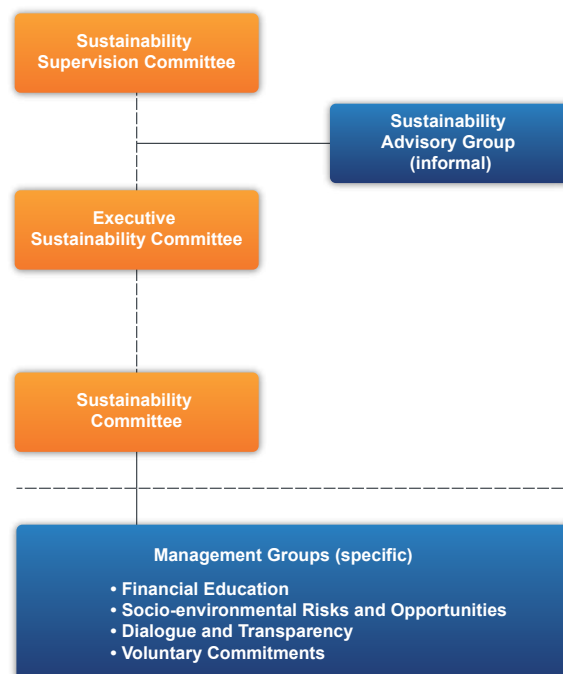 Sustainability
Supervision Committee
Sustainability
Advisory Group
(informal)
Executive
Sustainability Committee
Sustainability
Committee
Management Groups (specific)
• Financial Education
• Socio-environmental Risks and Opportunities
• Dialogue and Transparency
• Voluntary Commitments